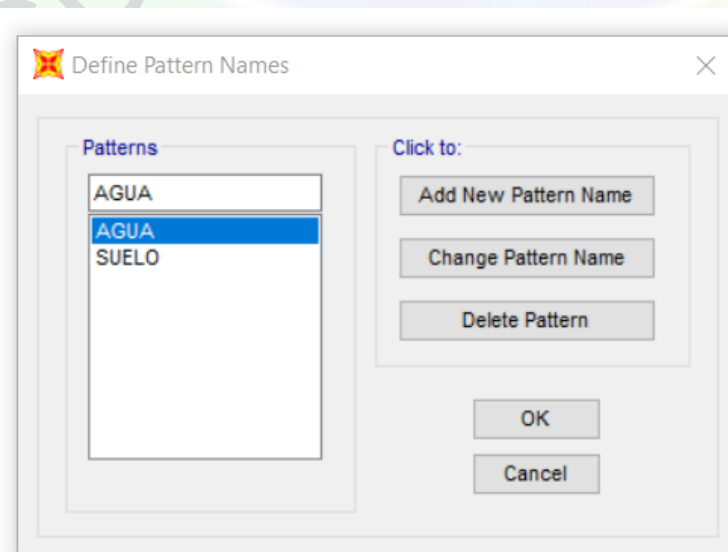 Define Pattern Names
Patterns
AGUA
AGUA
SUELO
Click to:
Add New Pattern Name
Change Pattern Name
Delete Pattern
OK
Cancel